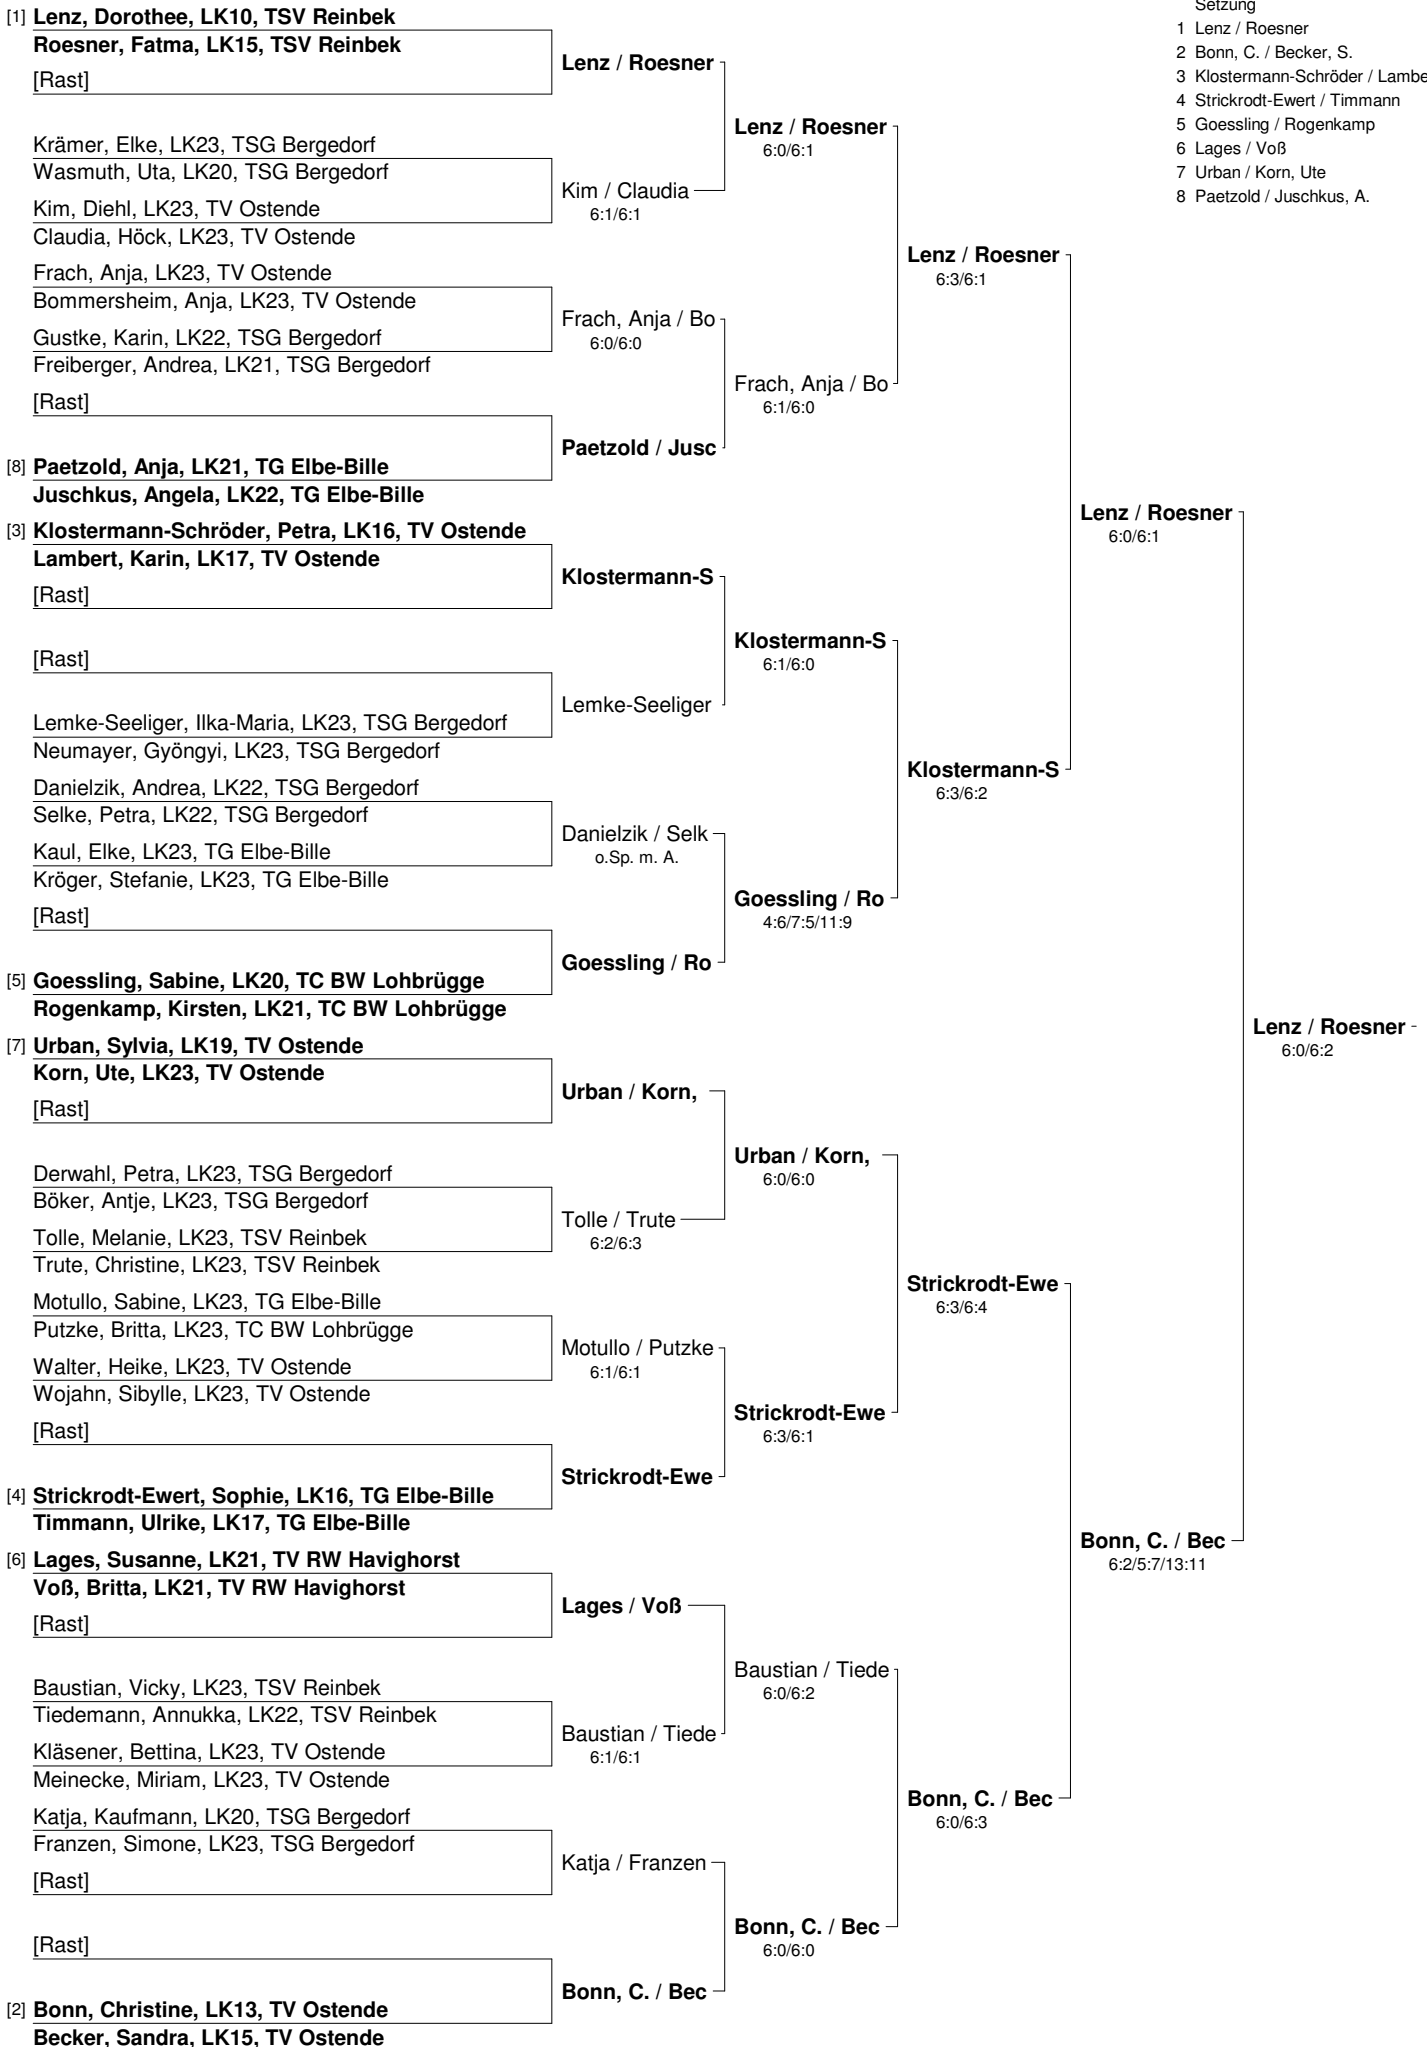 Setzung
1 Lenz / Roesner
2 Bonn, C. / Becker, S.
3 Klostermann-Schröder / Lambe
4 Strickrodt-Ewert / Timmann
5 Goessling / Rogenkamp
6 Lages / Voß
7 Urban / Korn, Ute
8 Paetzold / Juschkus, A.
[1] Lenz, Dorothee, LK10, TSV Reinbek
Roesner, Fatma, LK15, TSV Reinbek
[Rast]
Krämer, Elke, LK23, TSG Bergedorf
Wasmuth, Uta, LK20, TSG Bergedorf
Kim, Diehl, LK23, TV Ostende
Claudia, Höck, LK23, TV Ostende
Frach, Anja, LK23, TV Ostende
Bommersheim, Anja, LK23, TV Ostende
Gustke, Karin, LK22, TSG Bergedorf
Freiberger, Andrea, LK21, TSG Bergedorf
[Rast]
[8] Paetzold, Anja, LK21, TG Elbe-Bille
Juschkus, Angela, LK22, TG Elbe-Bille
[3] Klostermann-Schröder, Petra, LK16, TV Ostende
Lambert, Karin, LK17, TV Ostende
[Rast]
[Rast]
Lemke-Seeliger, Ilka-Maria, LK23, TSG Bergedorf
Neumayer, Gyöngyi, LK23, TSG Bergedorf
Danielzik, Andrea, LK22, TSG Bergedorf
Selke, Petra, LK22, TSG Bergedorf
Kaul, Elke, LK23, TG Elbe-Bille
Kröger, Stefanie, LK23, TG Elbe-Bille
[Rast]
[5] Goessling, Sabine, LK20, TC BW Lohbrügge
Rogenkamp, Kirsten, LK21, TC BW Lohbrügge
[7] Urban, Sylvia, LK19, TV Ostende
Korn, Ute, LK23, TV Ostende
[Rast]
Derwahl, Petra, LK23, TSG Bergedorf
Böker, Antje, LK23, TSG Bergedorf
Tolle, Melanie, LK23, TSV Reinbek
Trute, Christine, LK23, TSV Reinbek
Motullo, Sabine, LK23, TG Elbe-Bille
Putzke, Britta, LK23, TC BW Lohbrügge
Walter, Heike, LK23, TV Ostende
Wojahn, Sibylle, LK23, TV Ostende
[Rast]
[4] Strickrodt-Ewert, Sophie, LK16, TG Elbe-Bille
Timmann, Ulrike, LK17, TG Elbe-Bille
[6] Lages, Susanne, LK21, TV RW Havighorst
Voß, Britta, LK21, TV RW Havighorst
[Rast]
Baustian, Vicky, LK23, TSV Reinbek
Tiedemann, Annukka, LK22, TSV Reinbek
Kläsener, Bettina, LK23, TV Ostende
Meinecke, Miriam, LK23, TV Ostende
Katja, Kaufmann, LK20, TSG Bergedorf
Franzen, Simone, LK23, TSG Bergedorf
[Rast]
[Rast]
[2] Bonn, Christine, LK13, TV Ostende
Becker, Sandra, LK15, TV Ostende
Lenz / Roesner
Kim / Claudia
6:1/6:1
Frach, Anja / Bo
6:0/6:0
Paetzold / Jusc
Klostermann-S
Lemke-Seeliger
Danielzik / Selk
o.Sp. m. A.
Goessling / Ro
Urban / Korn,
Tolle / Trute
6:2/6:3
Motullo / Putzke
6:1/6:1
Strickrodt-Ewe
Lages / Voß
Baustian / Tiede
6:1/6:1
Katja / Franzen
Bonn, C. / Bec
Lenz / Roesner
6:0/6:1
Frach, Anja / Bo
6:1/6:0
Klostermann-S
6:1/6:0
Goessling / Ro
4:6/7:5/11:9
Urban / Korn,
6:0/6:0
Strickrodt-Ewe
6:3/6:1
Baustian / Tiede
6:0/6:2
Bonn, C. / Bec
6:0/6:0
Lenz / Roesner
6:3/6:1
Klostermann-S
6:3/6:2
Strickrodt-Ewe
6:3/6:4
Bonn, C. / Bec
6:0/6:3
Lenz / Roesner
6:0/6:1
Bonn, C. / Bec
6:2/5:7/13:11
Lenz / Roesner
6:0/6:2